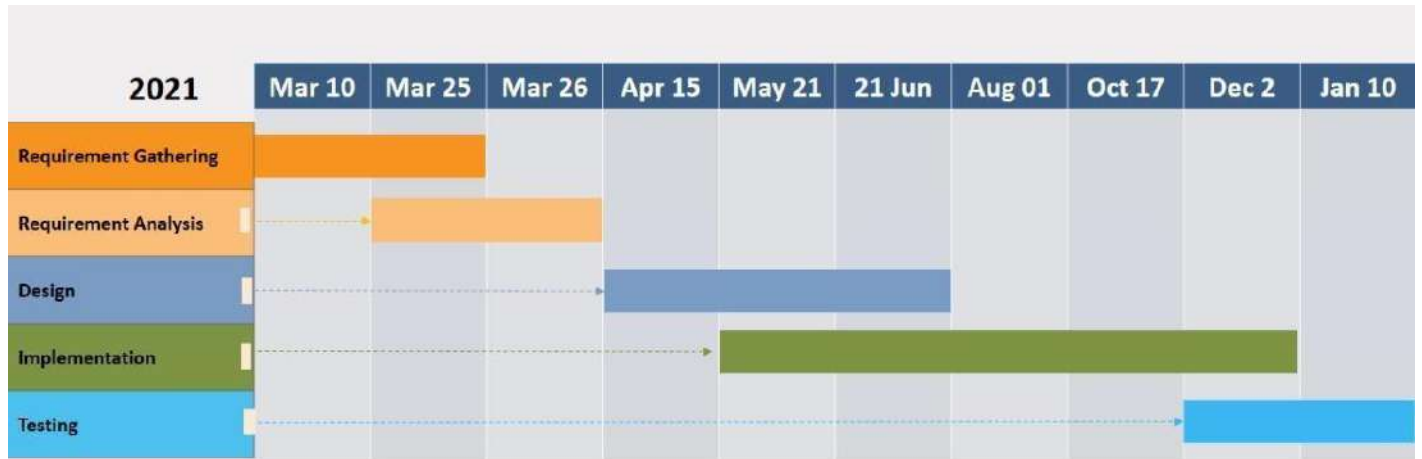 2021 Mar 10 Mar 25 Mar 26 Apr 15 May 21 21 Jun Aug 01 Oct 17 Dec 2 Jan 10
Requirement Gathering
Requirement Analysis
Design
Implementation
Testing